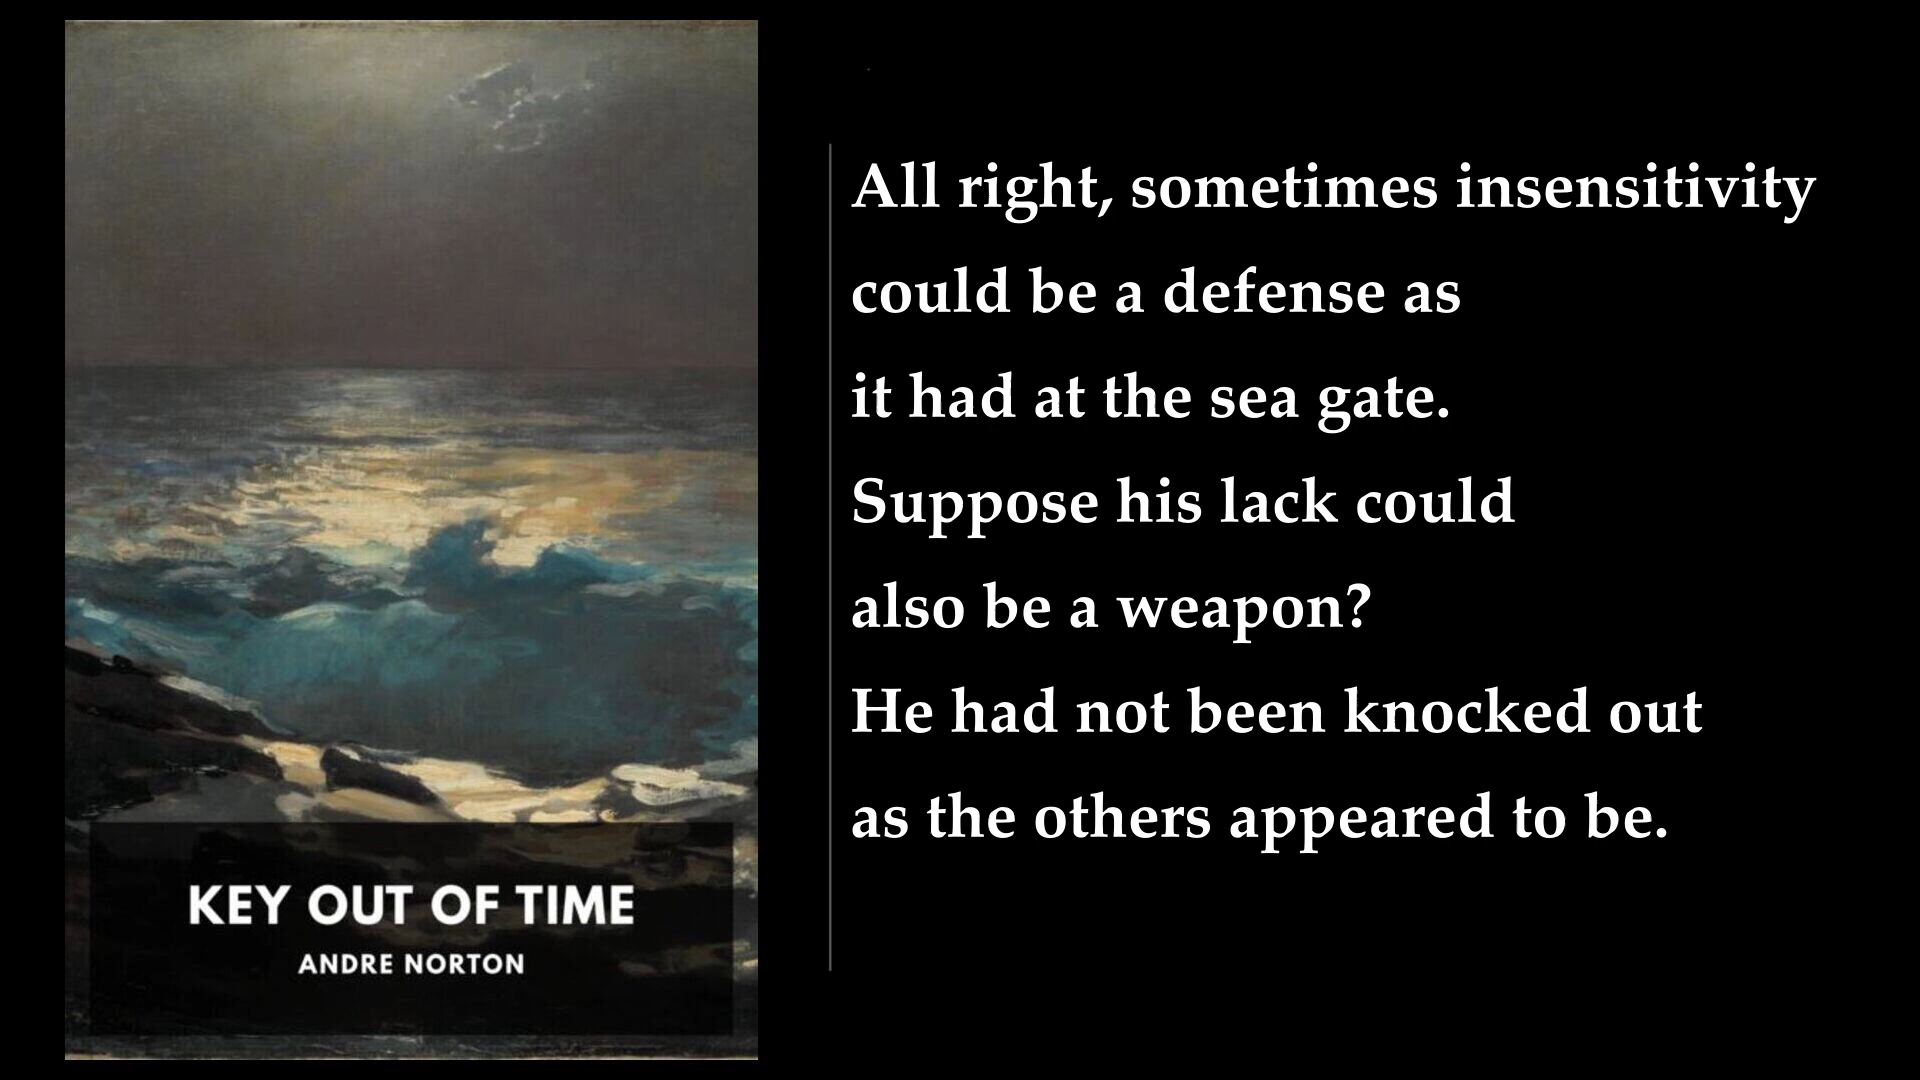 All right, sometimes insensitivity
could be a defense as
it had at the sea gate.
Suppose his lack could
also be a weapon?
He had not been knocked out
as the others appeared to be.
KEY OUT OF TIME
ANDRE NORTON